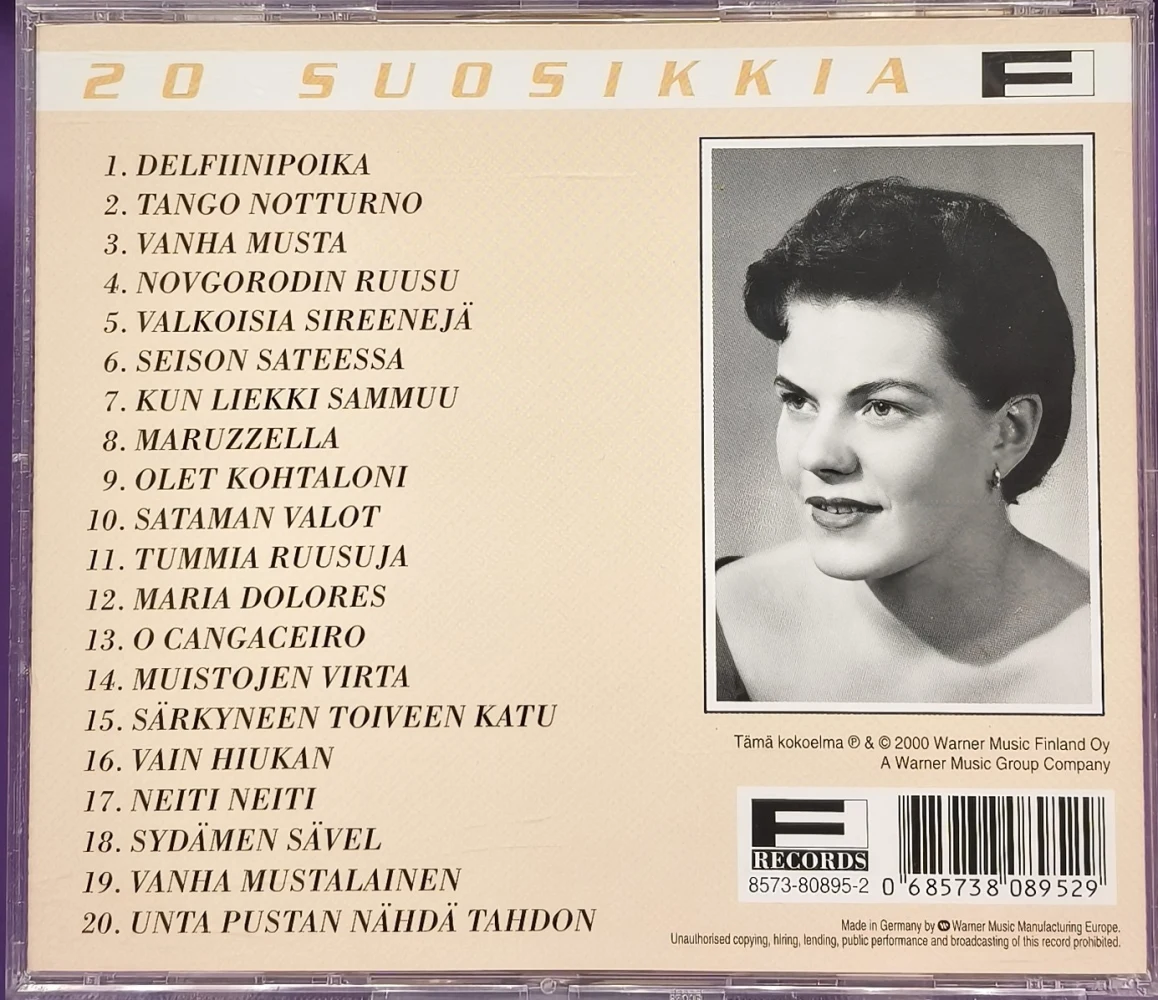 20 SUOSIKKIA F
1. DELFIINIPOIKA
2. TANGO NOTTURNO
3. VANHA MUSTA
4. NOVGORODIN RUUSU
5. VALKOISIA SIREENEJÄ
6. SEISON SATEESSA
7. KUN LIEKKI SAMMUU
8. MARUZZELLA
9. OLET KOHTALONI
10. SATAMAN VALOT
11. TUMMIA RUUSUJA
12. MARIA DOLORES
13. O CANGACEIRO
14. MUISTOJEN VIRTA
15. SÄRKYNEEN TOIVEEN KATU
16. VAIN HIUKAN
17. NEITI NEITI
18. SYDÄMEN SÄVEL
19. VANHA MUSTALAINEN
20. UNTA PUSTAN NÄHDÄ TAHDON
Tämä kokoelma ℗ & © 2000 Warner Music Finland Oy
A Warner Music Group Company
F
RECORDS
8573-80895-2
0 685738 089529
Made in Germany by Warner Music Manufacturing Europe.
Unauthorised copying, hiring, lending, public performance and broadcasting of this record prohibited.